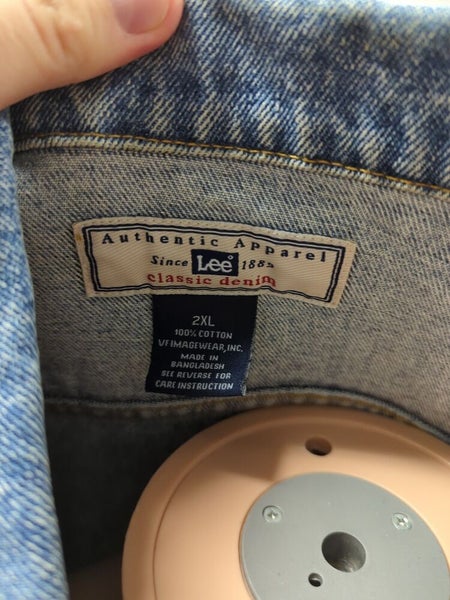 Authentic Apparel
Since Lee® 1889
classic denim
2XL
100% COTTON
VF IMAGEWEAR, INC.
MADE IN
BANGLADESH
SEE REVERSE FOR
CARE INSTRUCTION